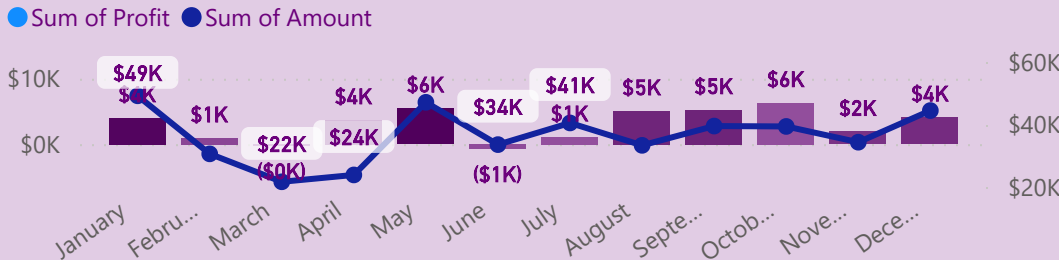 Sum of Profit Sum of Amount
$10K
$0K
$60K
$40K
$20K
$49K
$4K
$1K
$22K
($0K)
$4K
$24K
$6K
$34K
($1K)
$41K
$1K
$5K
$5K
$6K
$2K
$4K
January
Febru...
March
April
May
June
July
August
Septe...
Octob...
Nove...
Dece...